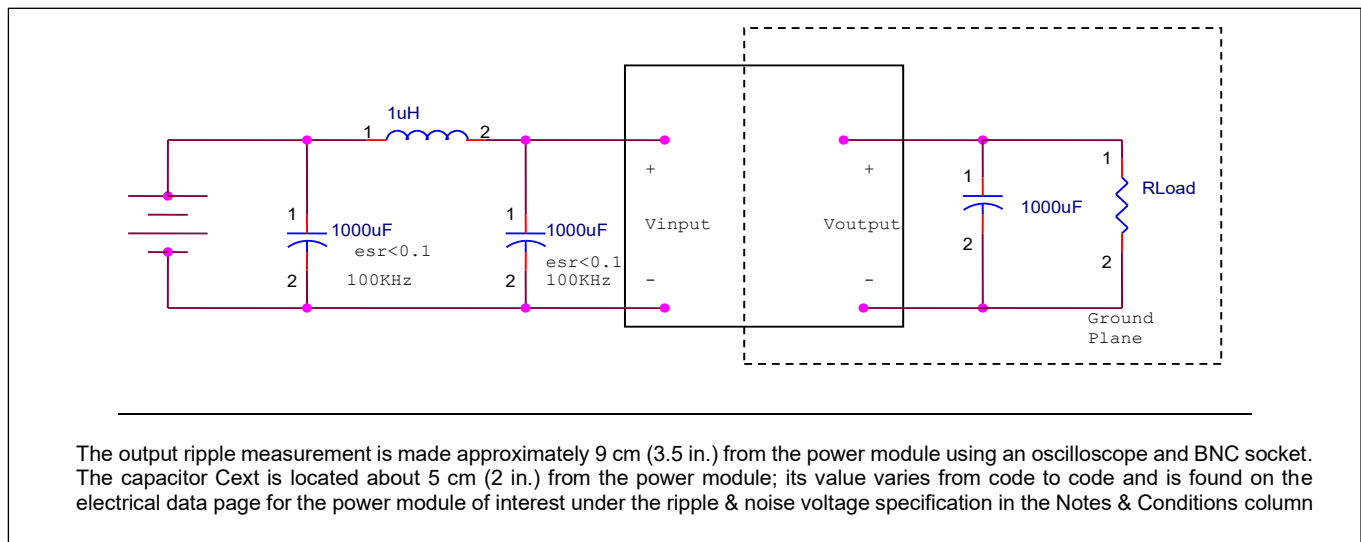 1uH
1 2
1 1 + + 1 1 RLoad
1000uF 1000uF Vinput Voutput 1000uF
esr<0.1 esr<0.1
2 100KHz 2 100KHz - - 2 2
Ground
Plane
The output ripple measurement is made approximately 9 cm (3.5 in.) from the power module using an oscilloscope and BNC socket.
The capacitor Cext is located about 5 cm (2 in.) from the power module; its value varies from code to code and is found on the
electrical data page for the power module of interest under the ripple & noise voltage specification in the Notes & Conditions column